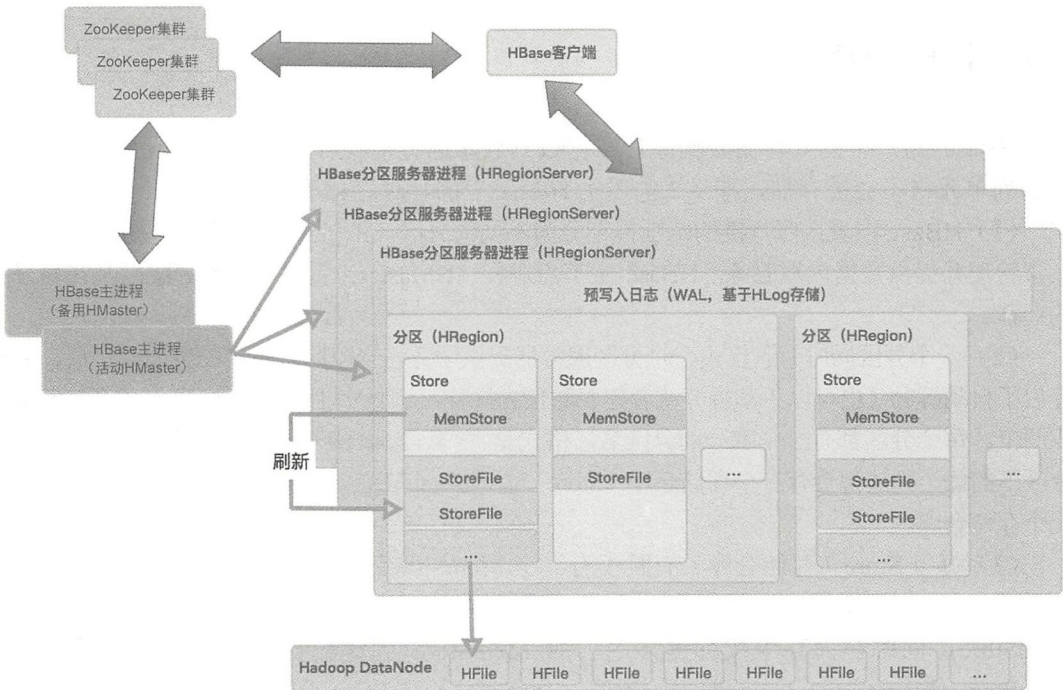 ZooKeeper集群
ZooKeeper集群
ZooKeeper集群
HBase客户端
HBase分区服务器进程（HRegionServer）
HBase分区服务器进程（HRegionServer）
HBase分区服务器进程（HRegionServer）
HBase主进程
（备用HMaster）
HBase主进程
（活动HMaster）
预写入日志（WAL，基于HLog存储）
分区（HRegion）
Store
MemStore
StoreFile
StoreFile
...
Store
MemStore
StoreFile
...
分区（HRegion）
Store
MemStore
StoreFile
StoreFile
...
...
刷新
Hadoop DataNode HFile HFile HFile HFile HFile HFile HFile ...